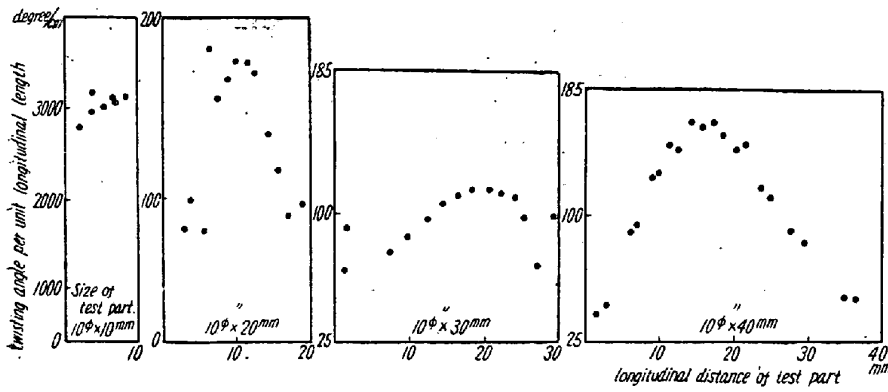 degree/cm
twisting angle per unit longitudinal length
3000
2000
1000
0
Size of
test part.
10φ×10mm
10
200
100
0
"
10φ×20mm
10
20
185
100
25
"
10φ×30mm
10
20
30
185
100
25
"
10φ×40mm
10
20
30
40
mm
longitudinal distance of test part